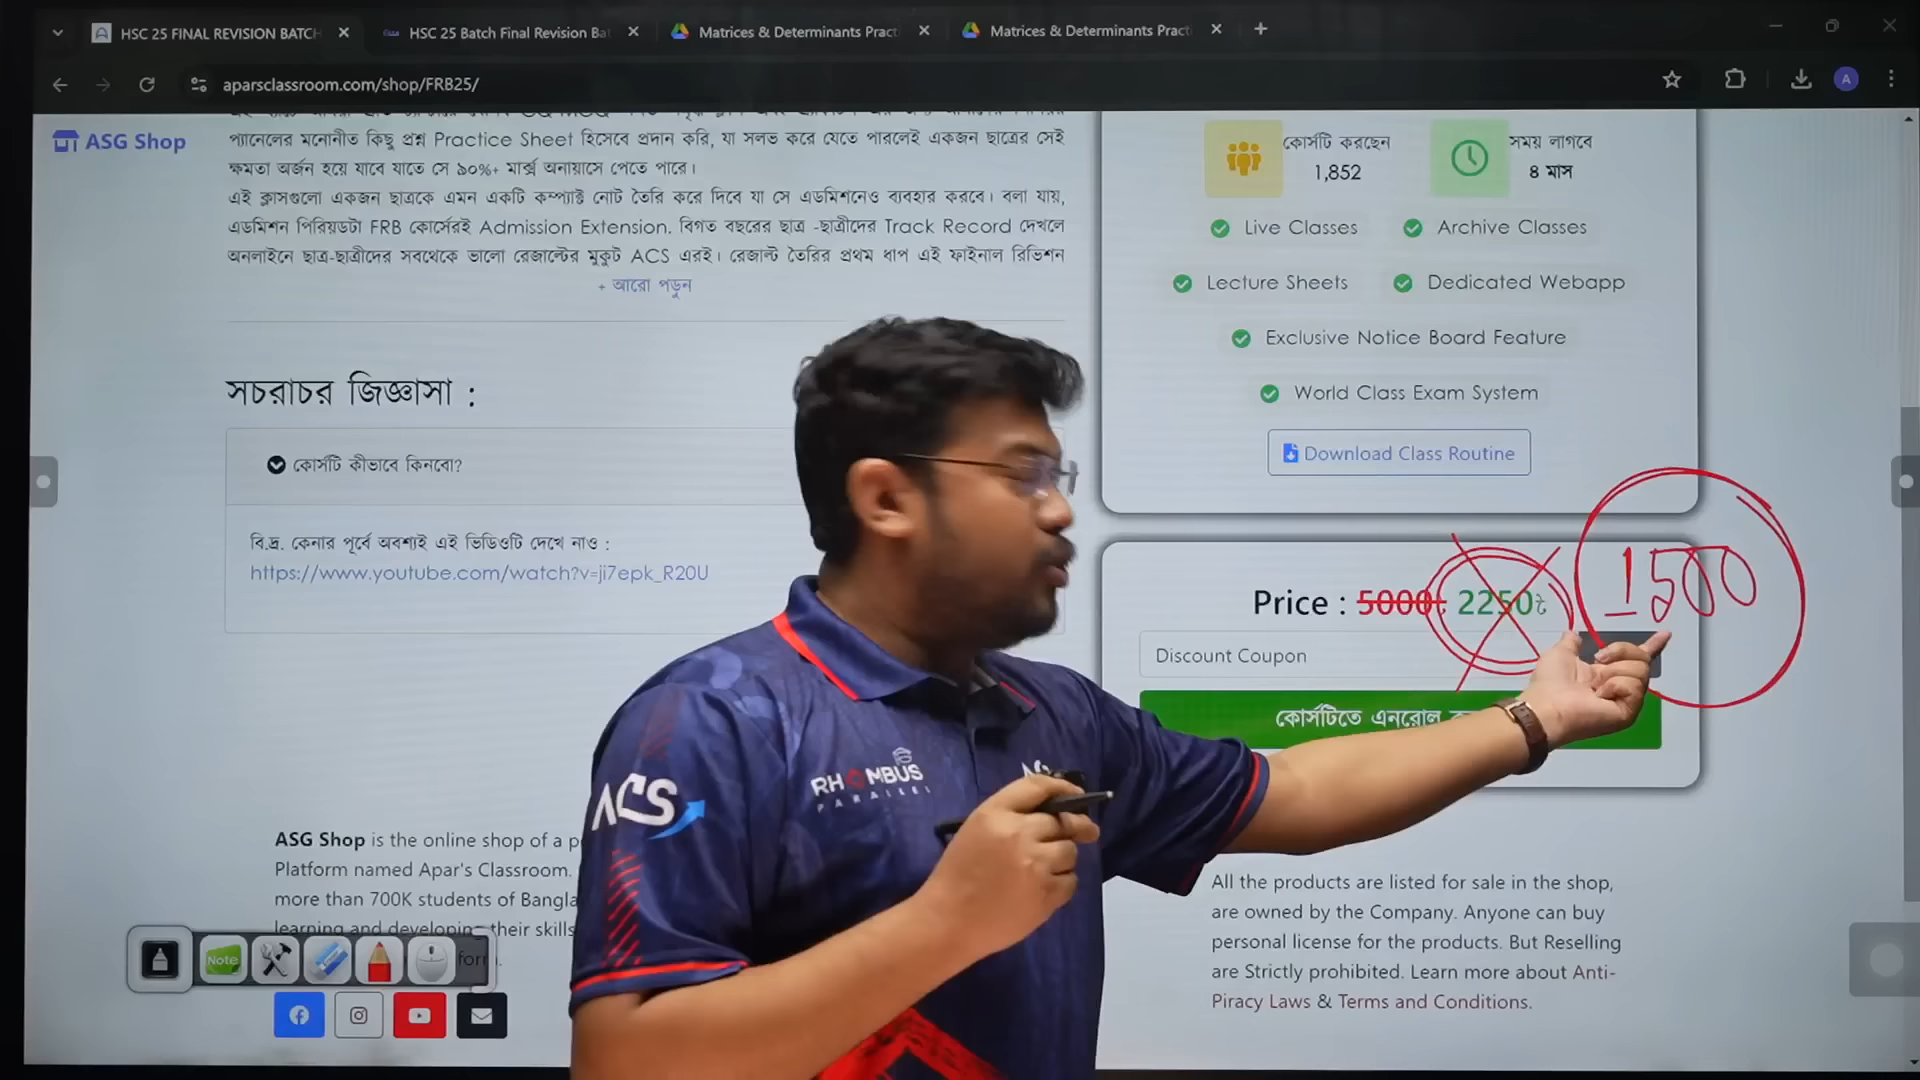 HSC 25 FINAL REVISION BATCH
HSC 25 Batch Final Revision Ba
Matrices & Determinants Pract
Matrices & Determinants Pract
aparsclassroom.com/shop/FRB25/
A
ASG Shop
প্যানেলের মনোনীত কিছু প্রশ্ন Practice Sheet হিসেবে প্রদান করি, যা সলভ করে যেতে পারলেই একজন ছাত্রের সেই
ক্ষমতা অর্জন হয়ে যাবে যাতে সে ৯০%+ মার্ক্স অনায়াসে পেতে পারে।
এই ক্লাসগুলো একজন ছাত্রকে এমন একটি কম্প্যাক্ট নোট তৈরি করে দিবে যা সে এডমিশনেও ব্যবহার করবে। বলা যায়,
এডমিশন পিরিয়ডটা FRB কোর্সেরই Admission Extension. বিগত বছরের ছাত্র -ছাত্রীদের Track Record দেখলে
অনলাইনে ছাত্র-ছাত্রীদের সবথেকে ভালো রেজাল্টের মুকুট ACS এরই। রেজাল্ট তৈরির প্রথম ধাপ এই ফাইনাল রিভিশন
+ আরো পড়ুন
সচরাচর জিজ্ঞাসা :
কোর্সটি কীভাবে কিনবো?
বি.দ্র. কেনার পূর্বে অবশ্যই এই ভিডিওটি দেখে নাও :
https://www.youtube.com/watch?v=ji7epk_R20U
কোর্সটি করছেন
1,852
সময় লাগবে
৪ মাস
Live Classes
Archive Classes
Lecture Sheets
Dedicated Webapp
Exclusive Notice Board Feature
World Class Exam System
Download Class Routine
Price : 5000৳ 2250৳
1500
Discount Coupon
কোর্সটিতে এনরোল
ACS
RHOMBUS
PARALLEL
ASG Shop is the online shop of a
Platform named Apar's Classroom.
more than 700K students of Bangla
learning and developing their skills
form.
Note
All the products are listed for sale in the shop,
are owned by the Company. Anyone can buy
personal license for the products. But Reselling
are Strictly prohibited. Learn more about Anti-
Piracy Laws & Terms and Conditions.